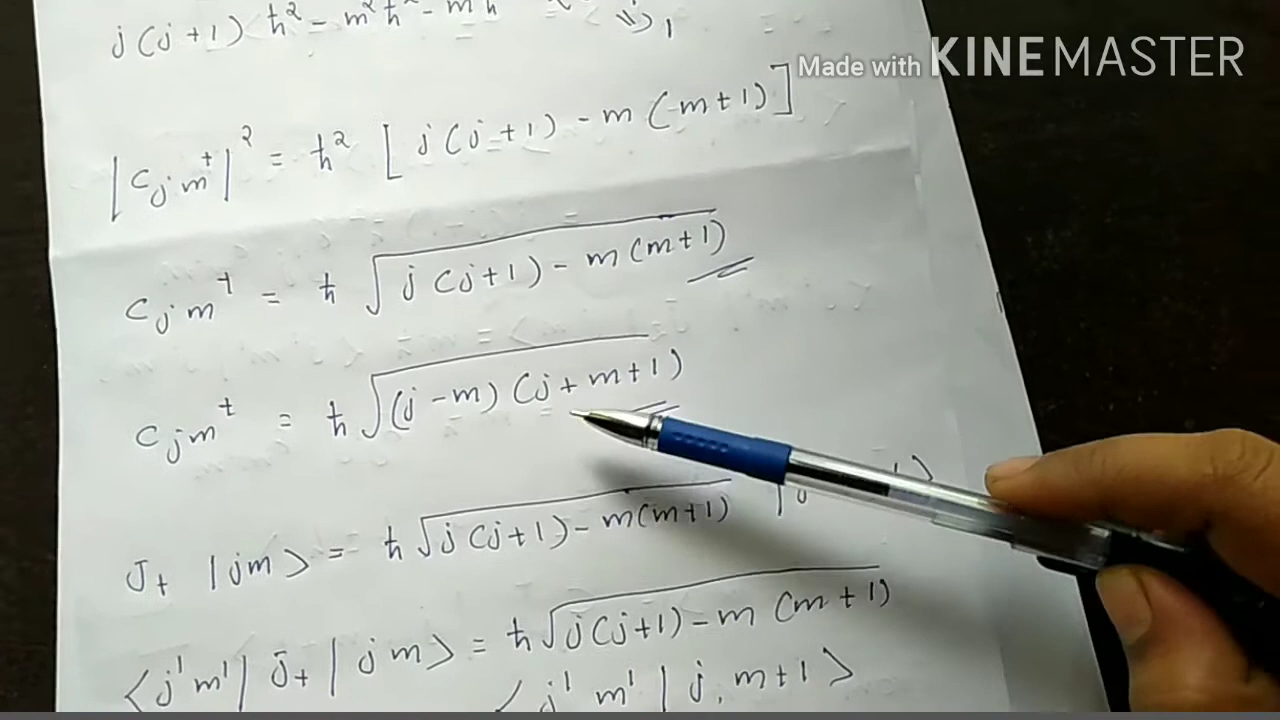 Made with KINEMASTER
j(j+1) ħ² - m²ħ² - mħ
|C_jm⁺|² = ħ² [ j(j+1) - m(m+1) ]
C_jm⁺ = ħ √(j(j+1) - m(m+1))
C_jm⁺ = ħ √((j-m)(j+m+1))
J₊ |jm> = ħ √(j(j+1) - m(m+1))
<j'm'| J₊ | jm> = ħ √(j(j+1) - m(m+1))
<j' m' | j, m+1>